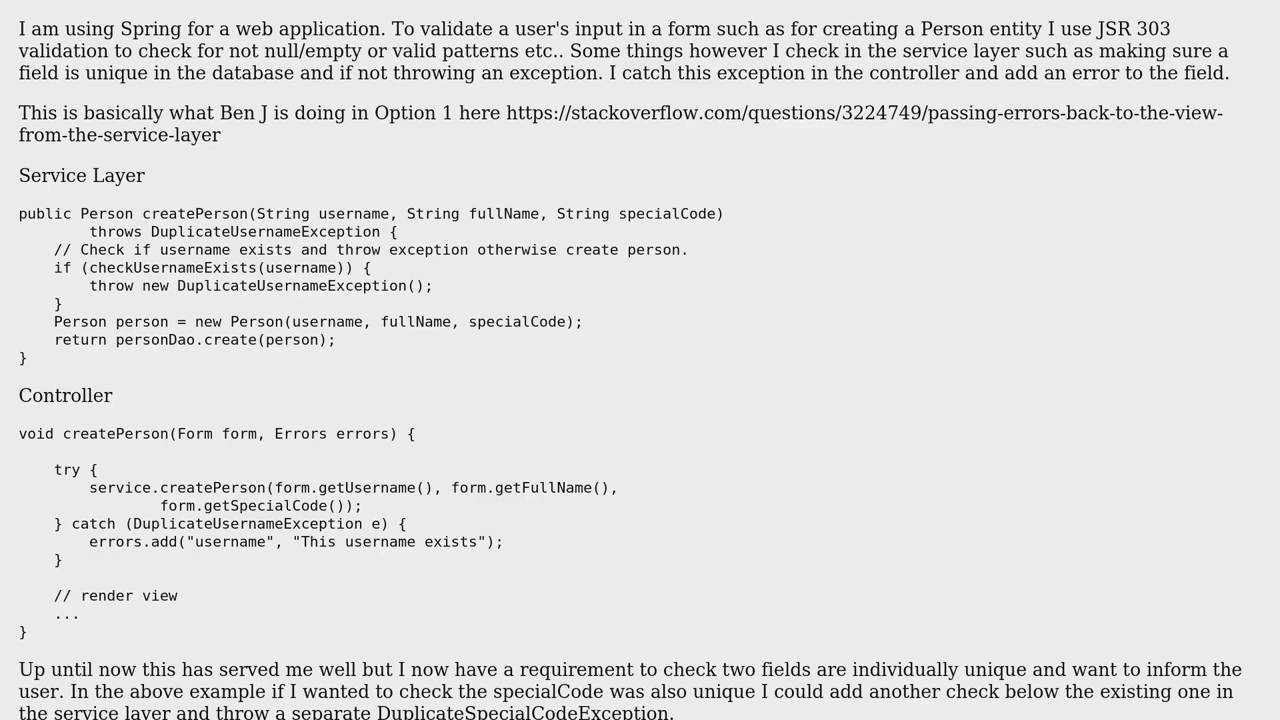 I am using Spring for a web application. To validate a user's input in a form such as for creating a Person entity I use JSR 303
validation to check for not null/empty or valid patterns etc.. Some things however I check in the service layer such as making sure a
field is unique in the database and if not throwing an exception. I catch this exception in the controller and add an error to the field.
This is basically what Ben J is doing in Option 1 here https://stackoverflow.com/questions/3224749/passing-errors-back-to-the-view-
from-the-service-layer
Service Layer
public Person createPerson(String username, String fullName, String specialCode)
        throws DuplicateUsernameException {
    // Check if username exists and throw exception otherwise create person.
    if (checkUsernameExists(username)) {
        throw new DuplicateUsernameException();
    }
    Person person = new Person(username, fullName, specialCode);
    return personDao.create(person);
}
Controller
void createPerson(Form form, Errors errors) {
    try {
        service.createPerson(form.getUsername(), form.getFullName(),
                form.getSpecialCode());
    } catch (DuplicateUsernameException e) {
        errors.add("username", "This username exists");
    }
    // render view
    ...
}
Up until now this has served me well but I now have a requirement to check two fields are individually unique and want to inform the
user. In the above example if I wanted to check the specialCode was also unique I could add another check below the existing one in
the service layer and throw a separate DuplicateSpecialCodeException.